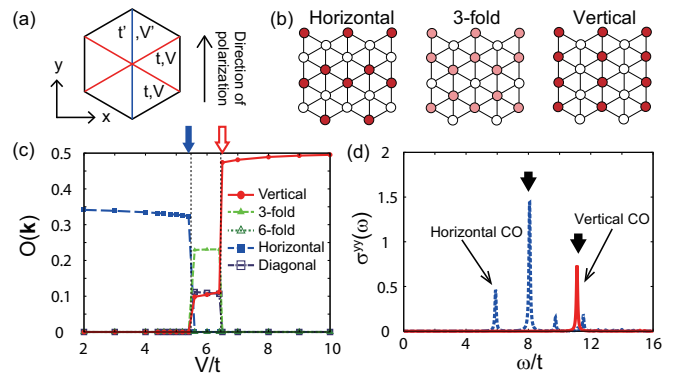 (a)
t' ,V'
t,V
t,V
y
x
Direction of
polarization
(b)
Horizontal
3-fold
Vertical
(c)
O(k)
0.5
0.4
0.3
0.2
0.1
0
2
4
6
8
10
V/t
Vertical
3-fold
6-fold
Horizontal
Diagonal
(d)
σʸʸ(ω)
2
1.5
1
0.5
0
0
4
8
12
16
ω/t
Horizontal CO
Vertical CO